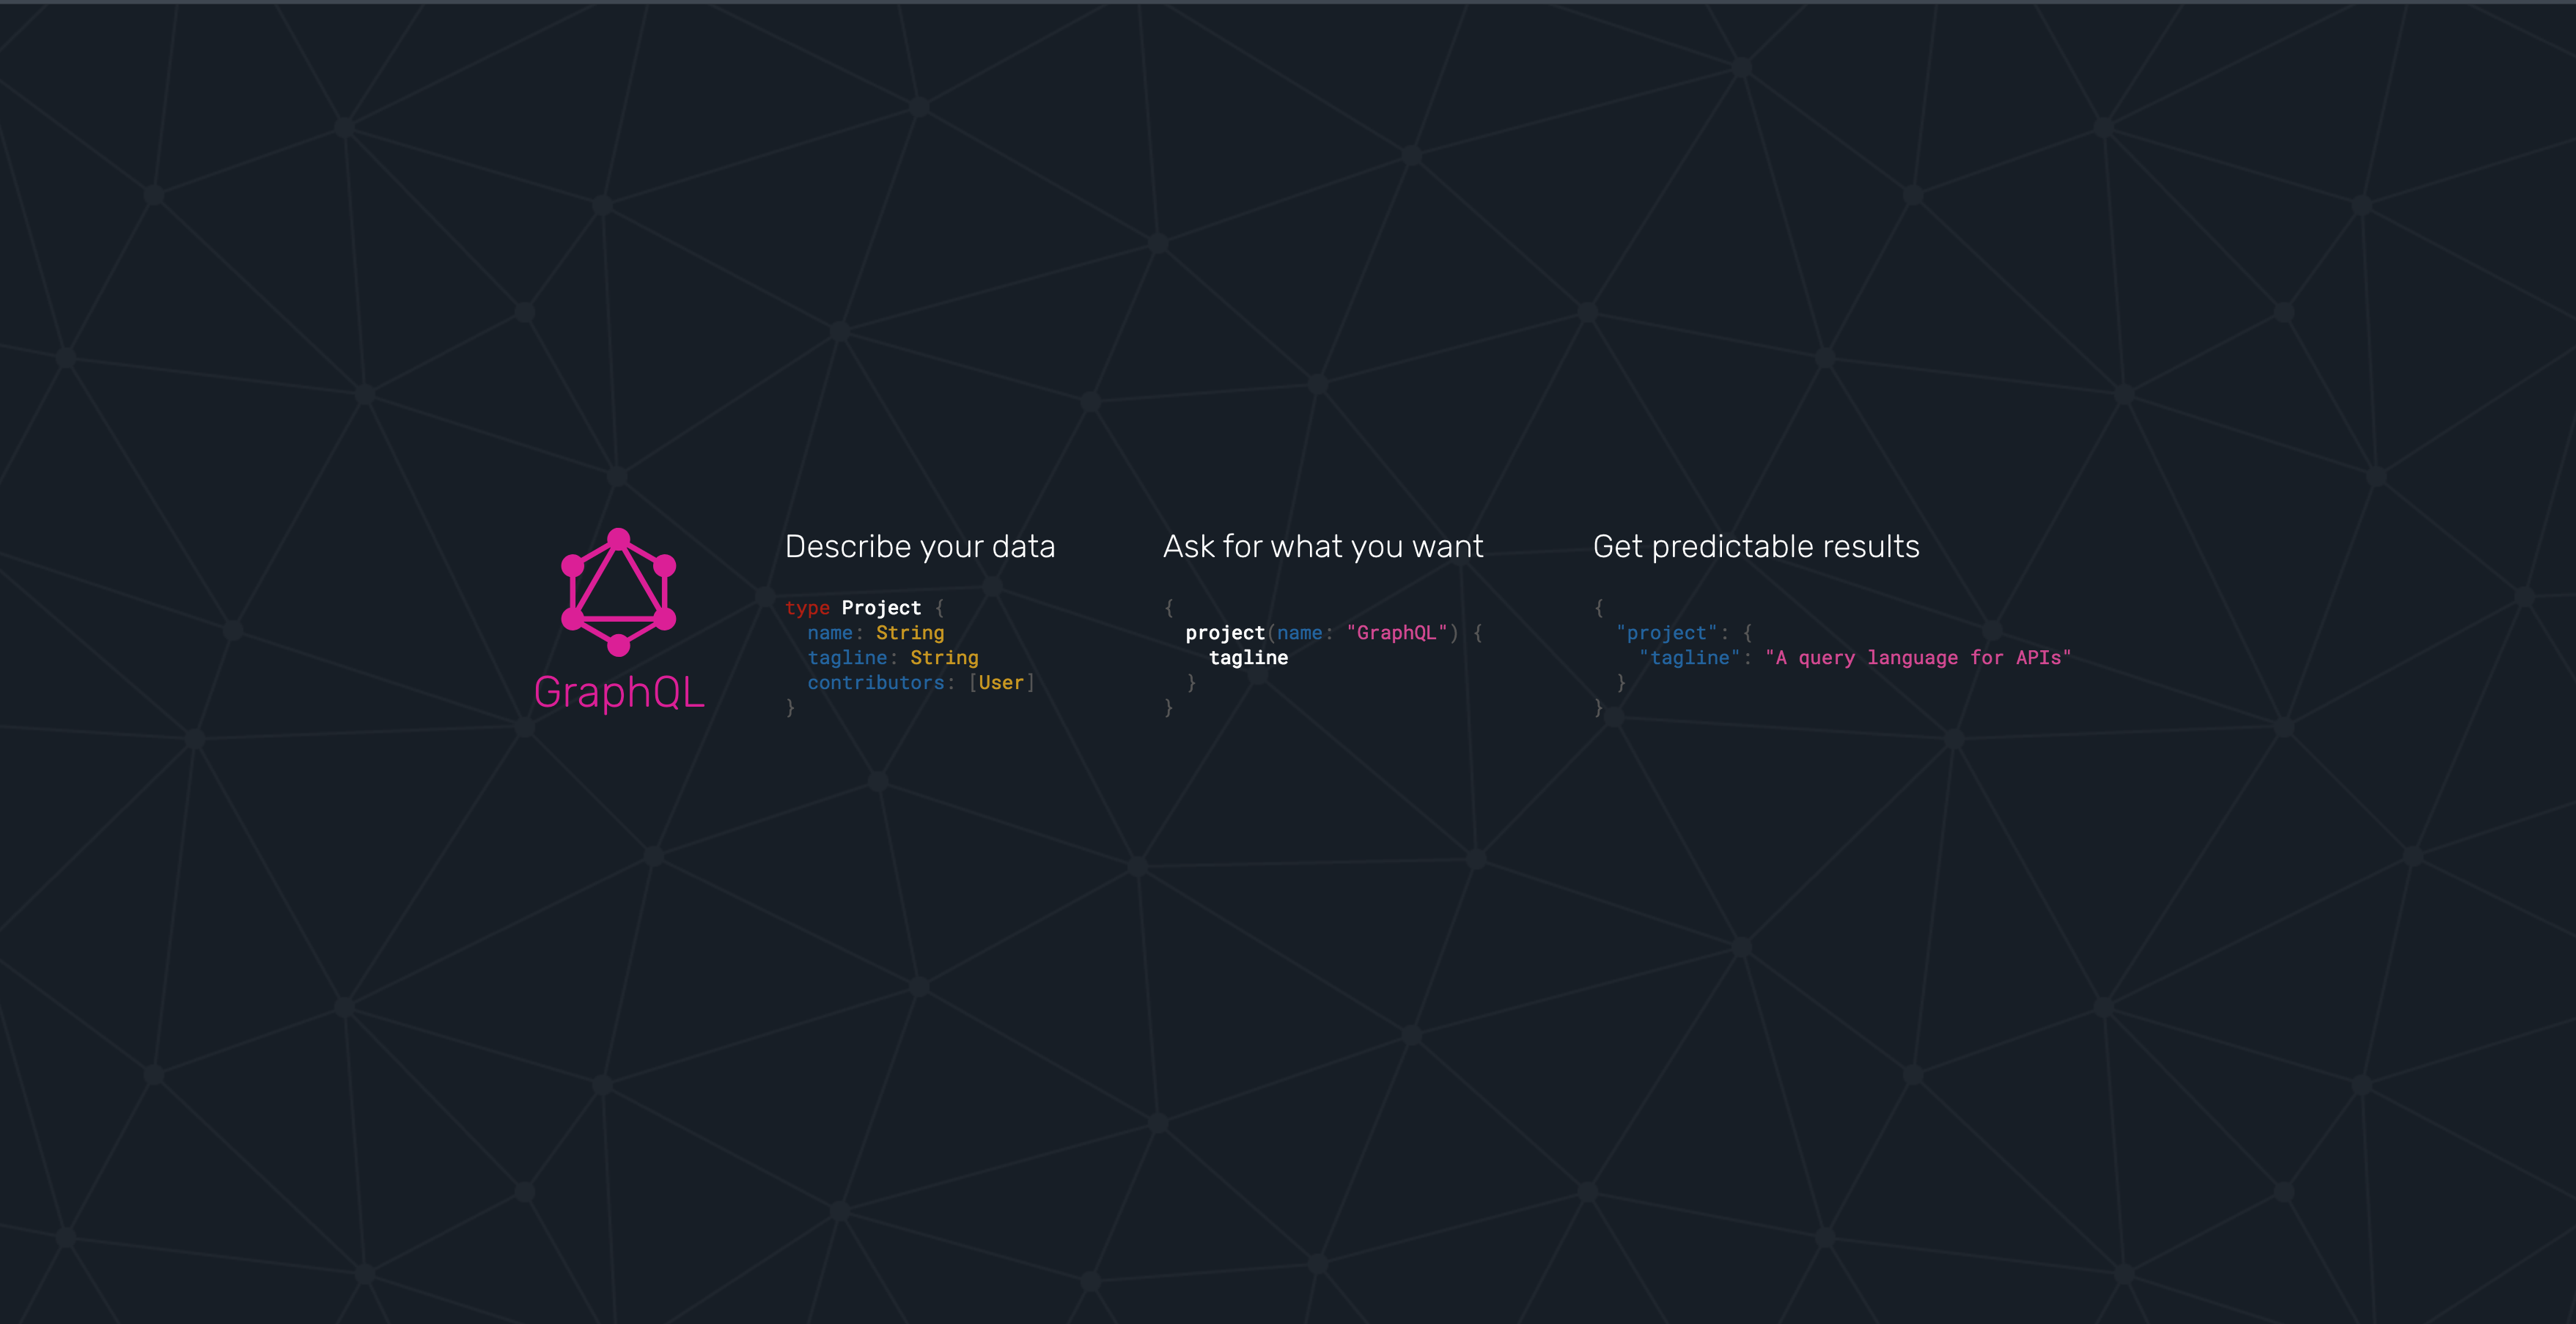 GraphQL
Describe your data
type Project {
  name: String
  tagline: String
  contributors: [User]
}
Ask for what you want
{
  project(name: "GraphQL") {
    tagline
  }
}
Get predictable results
{
  "project": {
    "tagline": "A query language for APIs"
  }
}